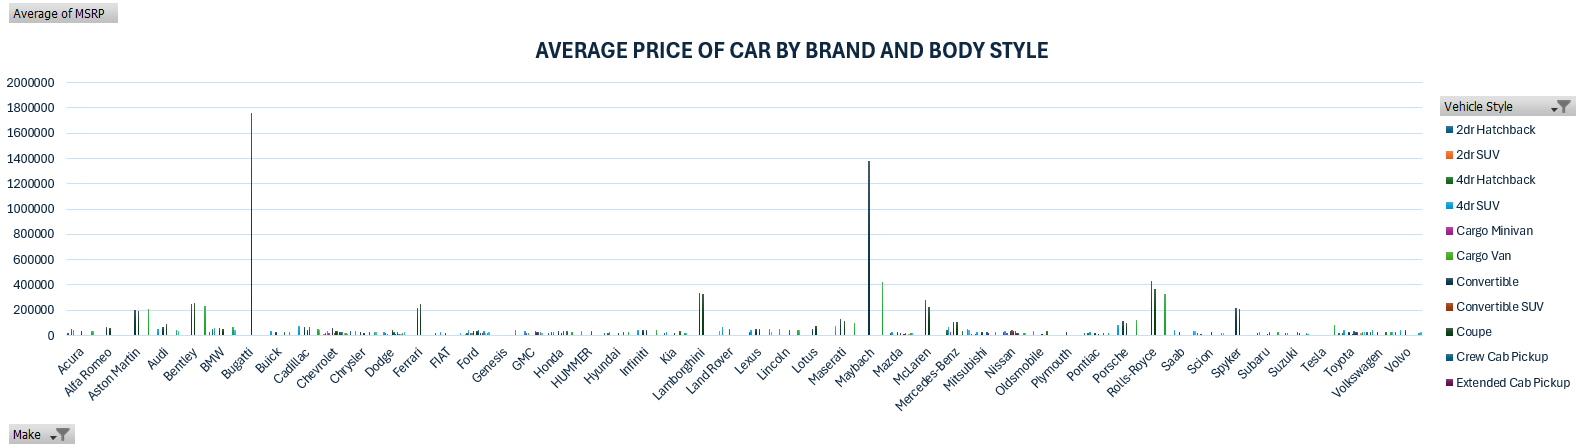 Average of MSRP
AVERAGE PRICE OF CAR BY BRAND AND BODY STYLE
2000000
1800000
1600000
1400000
1200000
1000000
800000
600000
400000
200000
0
Acura
Alfa Romeo
Aston Martin
Audi
Bentley
BMW
Bugatti
Buick
Cadillac
Chevrolet
Chrysler
Dodge
Ferrari
FIAT
Ford
Genesis
GMC
Honda
HUMMER
Hyundai
Infiniti
Kia
Lamborghini
Land Rover
Lexus
Lincoln
Lotus
Maserati
Maybach
Mazda
McLaren
Mercedes-Benz
Mitsubishi
Nissan
Oldsmobile
Plymouth
Pontiac
Porsche
Rolls-Royce
Saab
Scion
Spyker
Subaru
Suzuki
Tesla
Toyota
Volkswagen
Volvo
Vehicle Style
2dr Hatchback
2dr SUV
4dr Hatchback
4dr SUV
Cargo Minivan
Cargo Van
Convertible
Convertible SUV
Coupe
Crew Cab Pickup
Extended Cab Pickup
Make